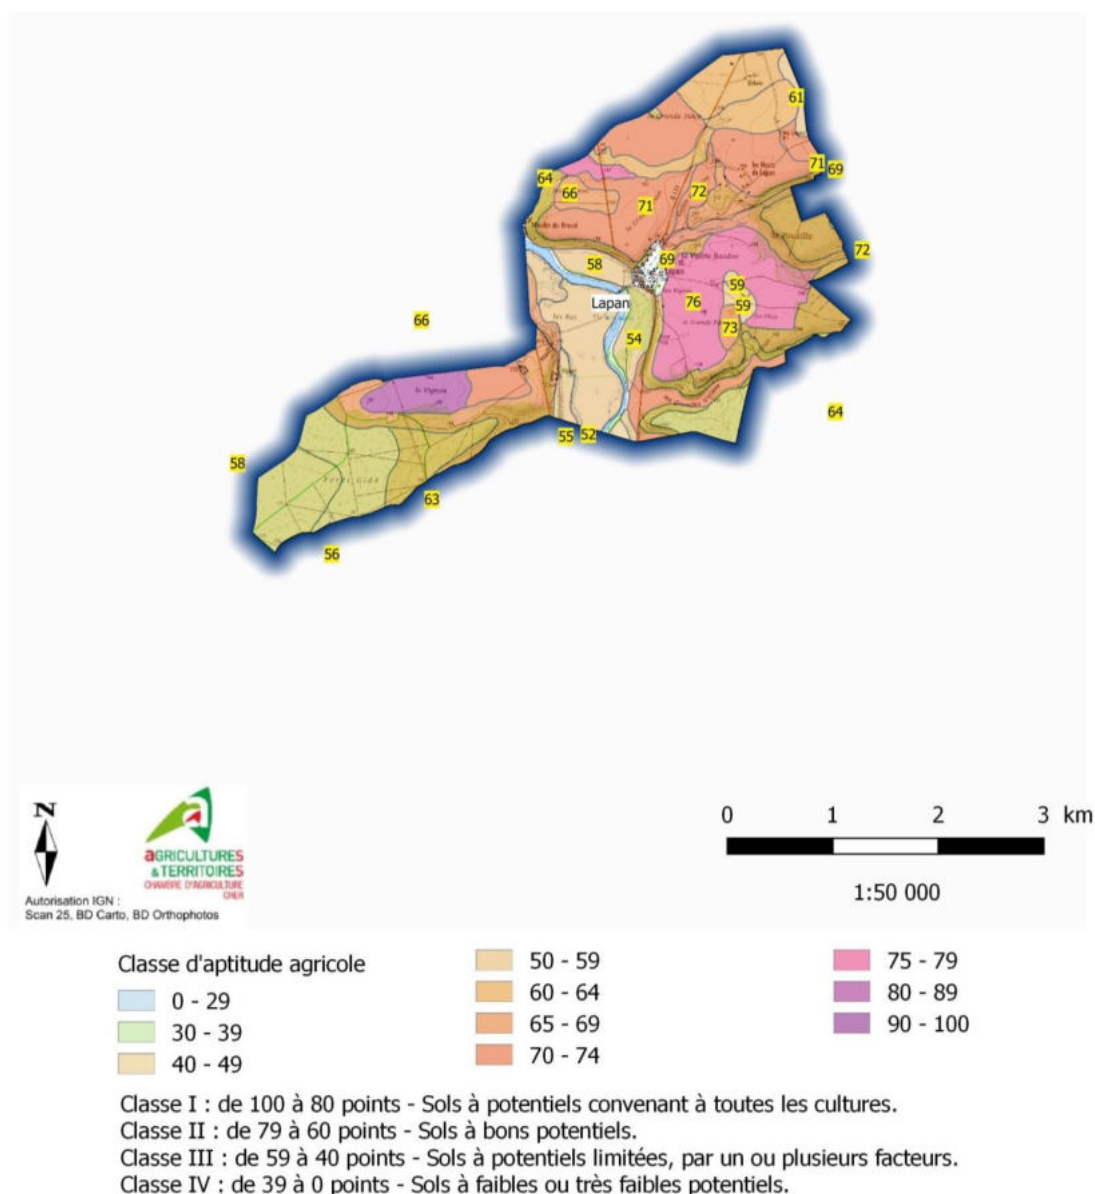 61
71
69
64
66
72
71
72
58
69
Lapan
59
59
76
73
Lapan
66
54
64
55
52
58
63
56
N
AGRICULTURES
& TERRITOIRES
CHAMBRE D'AGRICULTURE
CHER
Autorisation IGN :
Scan 25, BD Carto, BD Orthophotos
0 1 2 3 km
1:50 000
Classe d'aptitude agricole
0 - 29
30 - 39
40 - 49
50 - 59
60 - 64
65 - 69
70 - 74
75 - 79
80 - 89
90 - 100
Classe I : de 100 à 80 points - Sols à potentiels convenant à toutes les cultures.
Classe II : de 79 à 60 points - Sols à bons potentiels.
Classe III : de 59 à 40 points - Sols à potentiels limitées, par un ou plusieurs facteurs.
Classe IV : de 39 à 0 points - Sols à faibles ou très faibles potentiels.